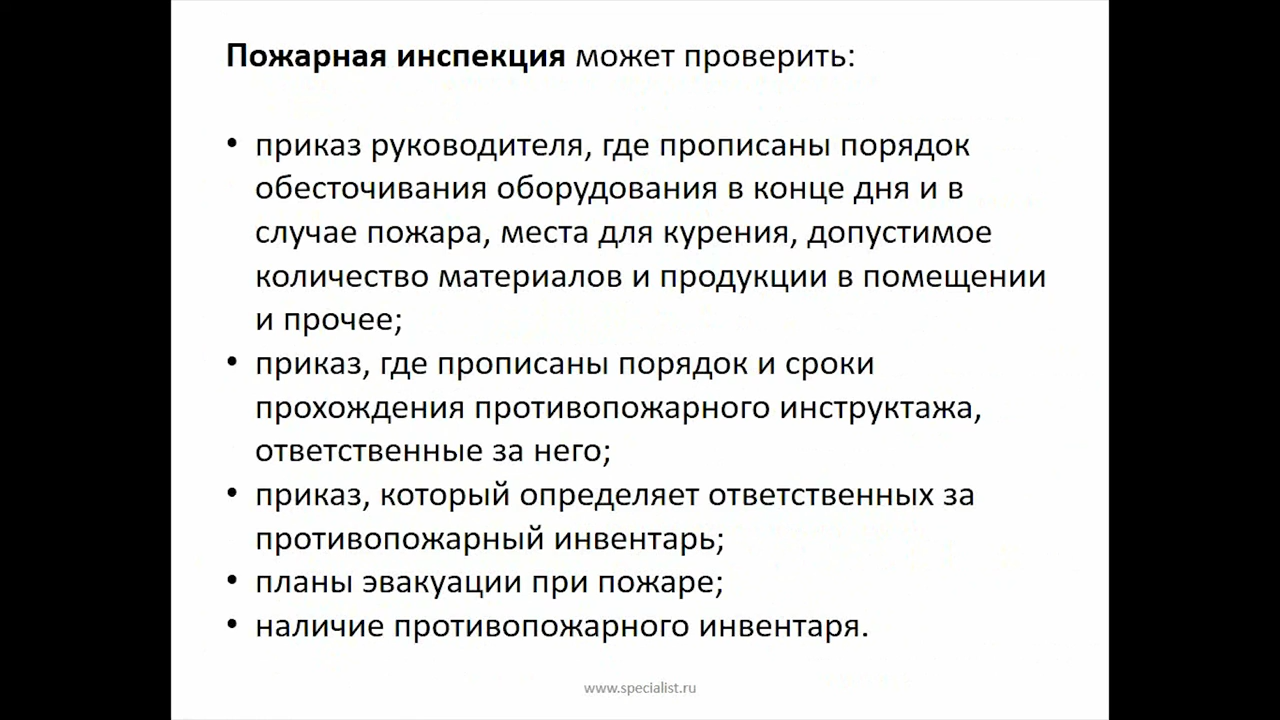 Пожарная инспекция может проверить:
• приказ руководителя, где прописаны порядок
обесточивания оборудования в конце дня и в
случае пожара, места для курения, допустимое
количество материалов и продукции в помещении
и прочее;
• приказ, где прописаны порядок и сроки
прохождения противопожарного инструктажа,
ответственные за него;
• приказ, который определяет ответственных за
противопожарный инвентарь;
• планы эвакуации при пожаре;
• наличие противопожарного инвентаря.
www.specialist.ru